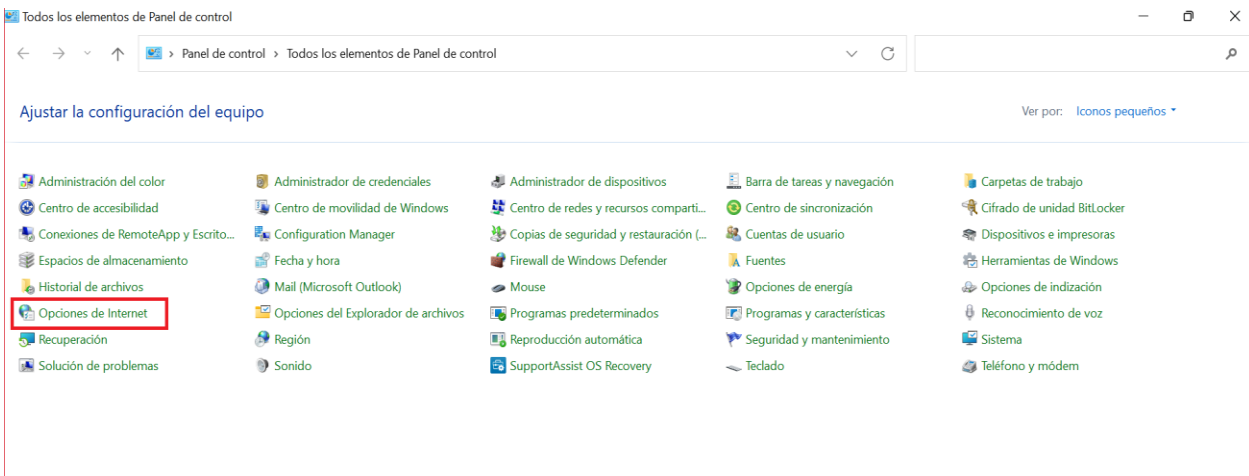 Todos los elementos de Panel de control
Panel de control > Todos los elementos de Panel de control
Ajustar la configuración del equipo
Ver por: Iconos pequeños
Administración del color Administrador de credenciales Administrador de dispositivos Barra de tareas y navegación Carpetas de trabajo
Centro de accesibilidad Centro de movilidad de Windows Centro de redes y recursos comparti... Centro de sincronización Cifrado de unidad BitLocker
Conexiones de RemoteApp y Escrito... Configuration Manager Copias de seguridad y restauración (... Cuentas de usuario Dispositivos e impresoras
Espacios de almacenamiento Fecha y hora Firewall de Windows Defender Fuentes Herramientas de Windows
Historial de archivos Mail (Microsoft Outlook) Mouse Opciones de energía Opciones de indización
Opciones de Internet Opciones del Explorador de archivos Programas predeterminados Programas y características Reconocimiento de voz
Recuperación Región Reproducción automática Seguridad y mantenimiento Sistema
Solución de problemas Sonido SupportAssist OS Recovery Teclado Teléfono y módem